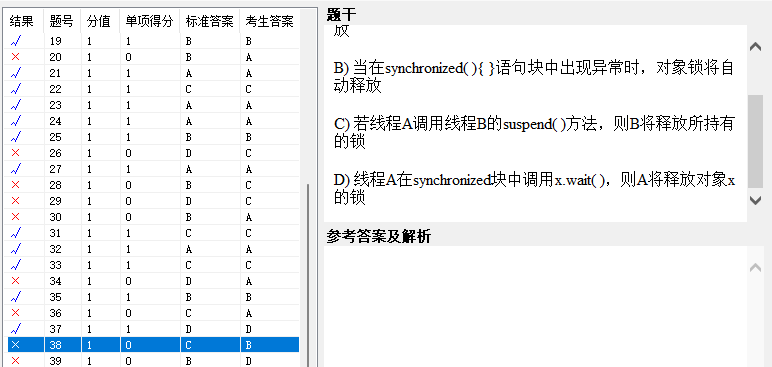 结果 题号 分值 单项得分 标准答案 考生答案
✓ 19 1 1 B B
× 20 1 0 B A
✓ 21 1 1 A A
✓ 22 1 1 C C
✓ 23 1 1 A A
✓ 24 1 1 A A
✓ 25 1 1 B B
× 26 1 0 D C
✓ 27 1 1 A A
× 28 1 0 B C
× 29 1 0 D C
× 30 1 0 B A
✓ 31 1 1 C C
✓ 32 1 1 A A
✓ 33 1 1 C C
× 34 1 0 D A
✓ 35 1 1 B B
× 36 1 0 C A
✓ 37 1 1 D D
× 38 1 0 C B
× 39 1 0 B D
题干
放
B) 当在synchronized( ){ }语句块中出现异常时，对象锁将自
动释放
C) 若线程A调用线程B的suspend( )方法，则B将释放所持有
的锁
D) 线程A在synchronized块中调用x.wait( )，则A将释放对象x
的锁
参考答案及解析